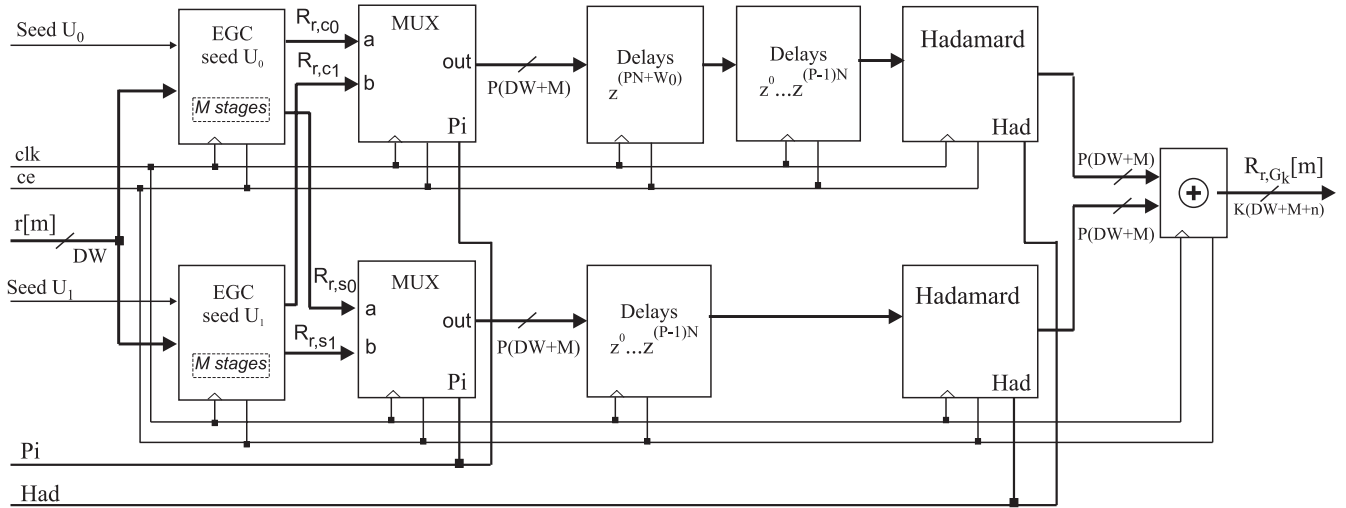 Seed U0
EGC
seed U0
M stages
Rr,c0
Rr,c1
MUX
a
b
out
Pi
P(DW+M)
Delays
z(PN+W0)
Delays
z0...z(P-1)N
Hadamard
Had
clk
ce
r[m]
DW
P(DW+M)
P(DW+M)
+
Rr,Gk[m]
K(DW+M+n)
Seed U1
EGC
seed U1
M stages
Rr,s0
Rr,s1
MUX
a
b
out
Pi
P(DW+M)
Delays
z0...z(P-1)N
Hadamard
Had
Pi
Had